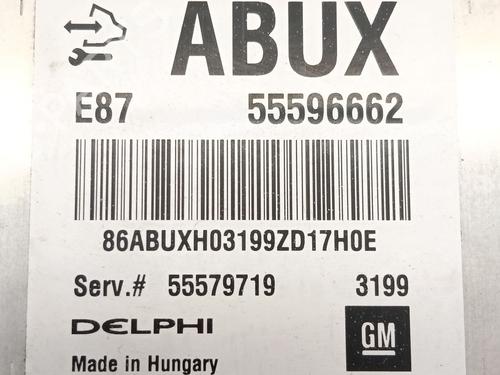 ABUX
E87 55596662
86ABUXH03199ZD17H0E
Serv.# 55579719 3199
DELPHI GM
Made in Hungary